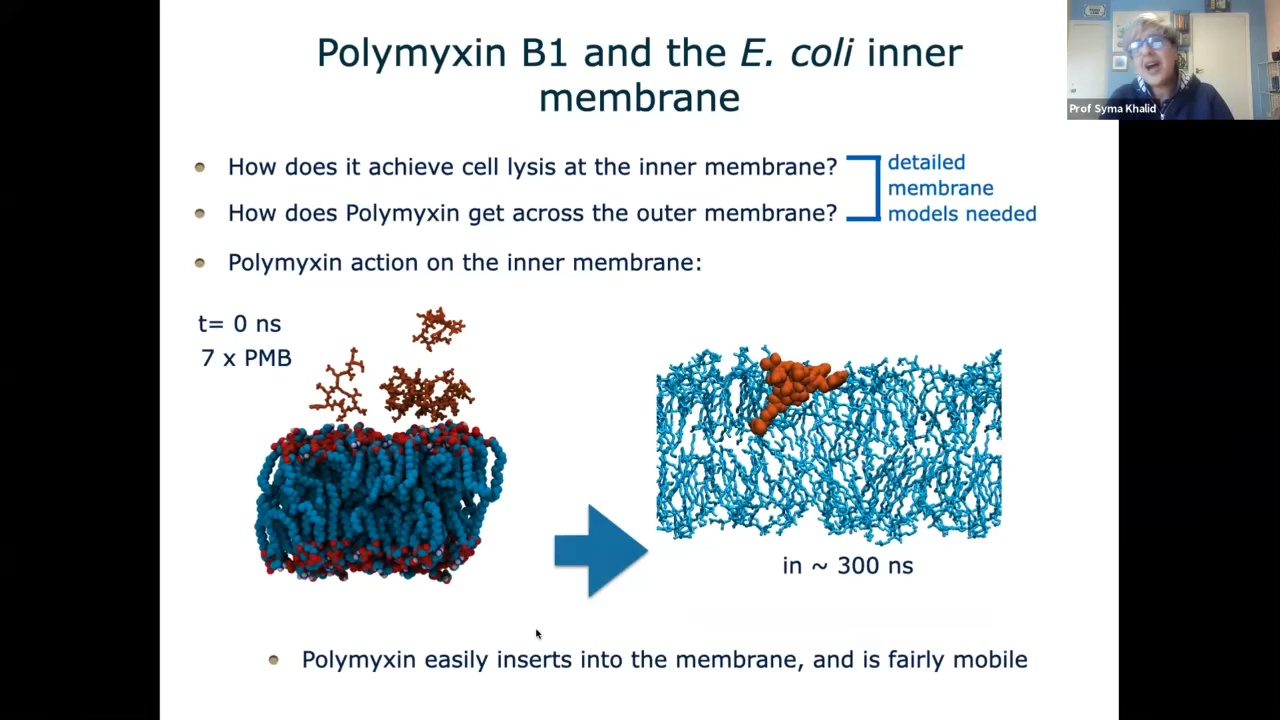 Polymyxin B1 and the E. coli inner
membrane
How does it achieve cell lysis at the inner membrane?
How does Polymyxin get across the outer membrane?
detailed
membrane
models needed
Polymyxin action on the inner membrane:
t= 0 ns
7 x PMB
in ~ 300 ns
Polymyxin easily inserts into the membrane, and is fairly mobile
Prof Syma Khalid